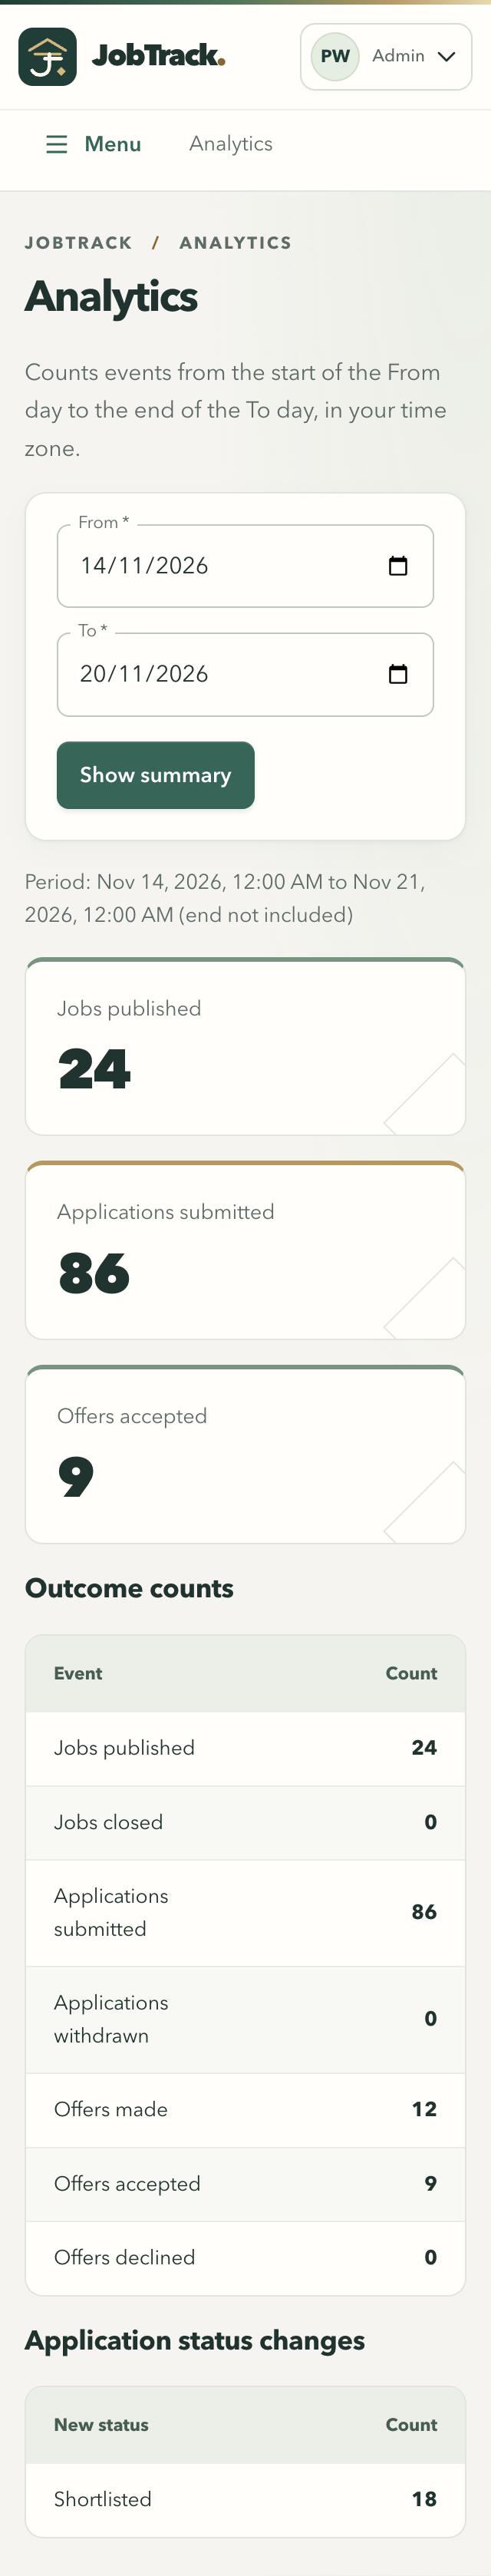 JobTrack.
PW Admin
Menu Analytics
JOBTRACK / ANALYTICS
Analytics
Counts events from the start of the From
day to the end of the To day, in your time
zone.
From *
14/11/2026
To *
20/11/2026
Show summary
Period: Nov 14, 2026, 12:00 AM to Nov 21,
2026, 12:00 AM (end not included)
Jobs published
24
Applications submitted
86
Offers accepted
9
Outcome counts
Event Count
Jobs published 24
Jobs closed 0
Applications
submitted 86
Applications
withdrawn 0
Offers made 12
Offers accepted 9
Offers declined 0
Application status changes
New status Count
Shortlisted 18